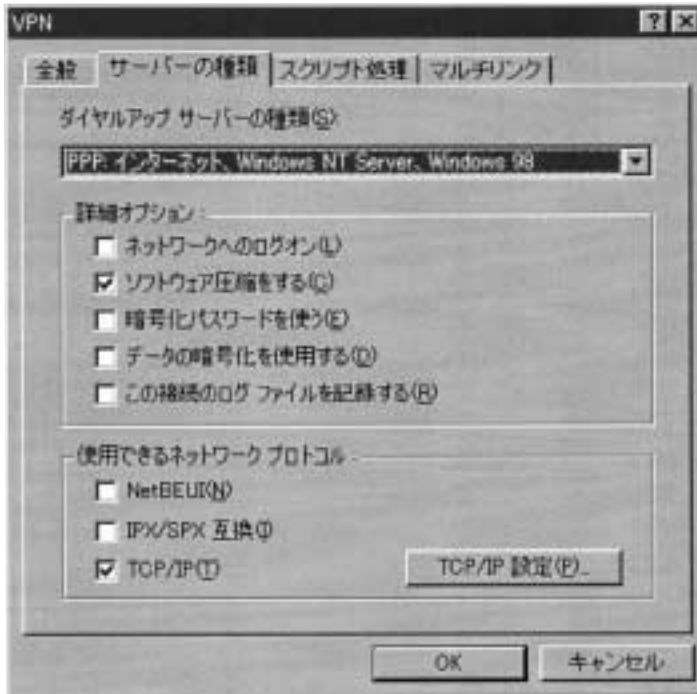 VPN
全般
サーバーの種類
スクリプト処理
マルチリンク
ダイヤルアップ サーバーの種類(S):
PPP: インターネット、Windows NT Server、Windows 98
詳細オプション:
ネットワークへのログオン(L)
ソフトウェア圧縮をする(C)
暗号化パスワードを使う(E)
データの暗号化を使用する(D)
この接続のログ ファイルを記録する(R)
使用できるネットワーク プロトコル:
NetBEUI(N)
IPX/SPX 互換(I)
TCP/IP(T)
TCP/IP 設定(P)...
OK
キャンセル